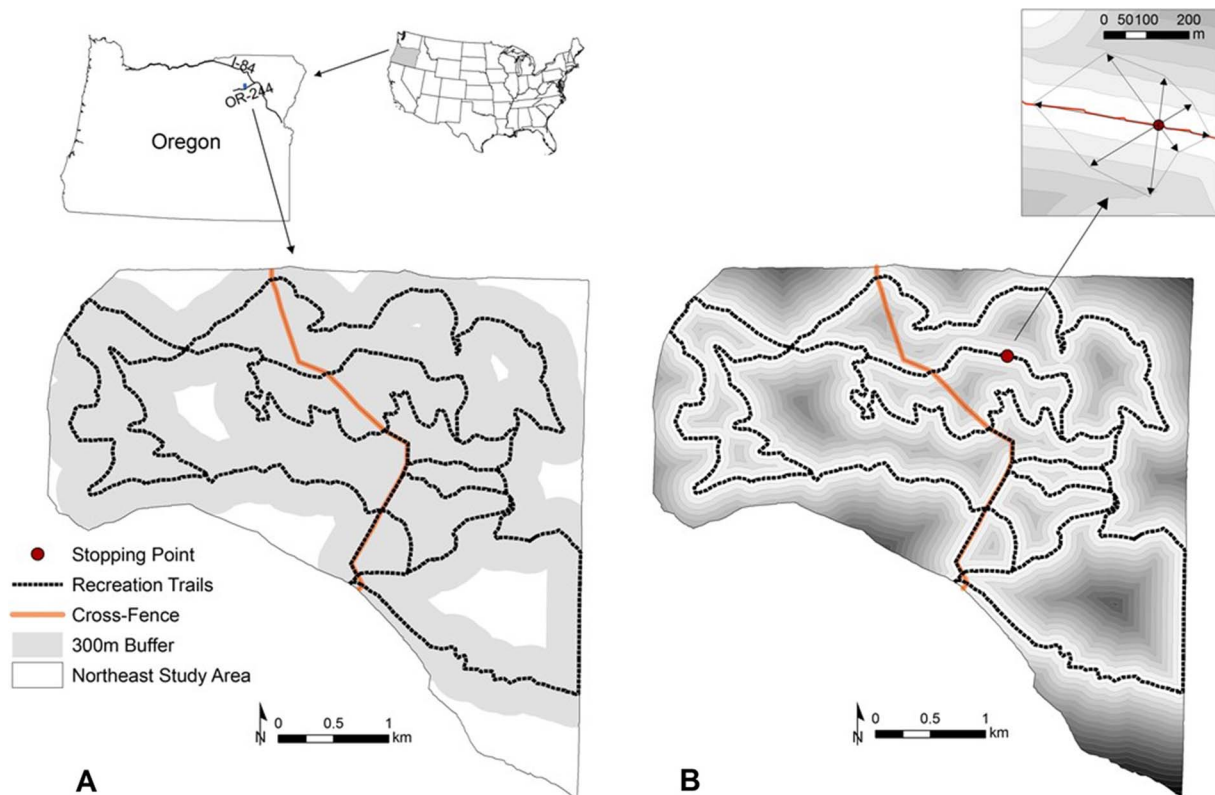 I-84
OR-244
Oregon
0 50 100 200
m
Stopping Point
Recreation Trails
Cross-Fence
300m Buffer
Northeast Study Area
N
0 0.5 1
km
A
N
0 0.5 1
km
B